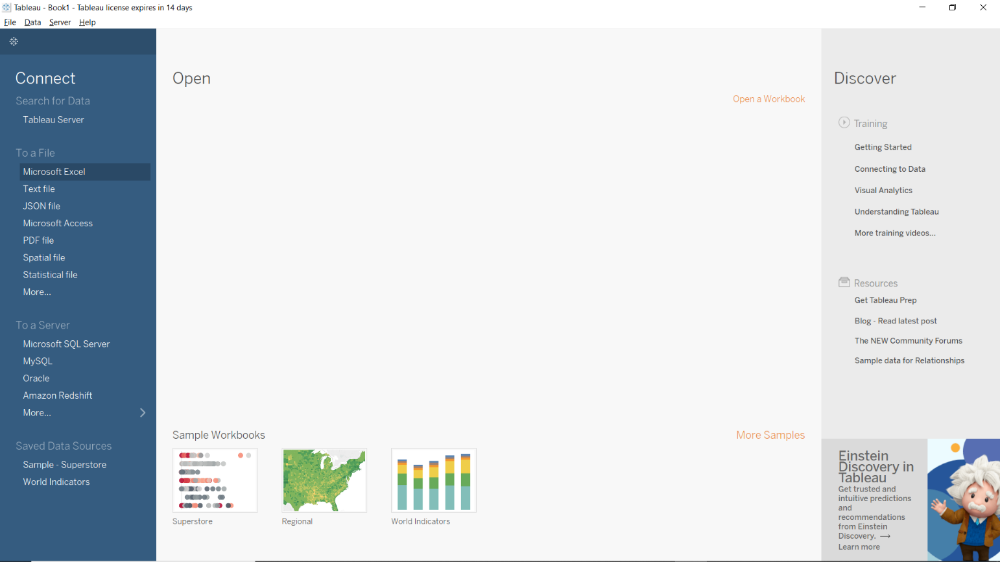 Tableau - Book1 - Tableau license expires in 14 days
File Data Server Help
Connect
Search for Data
Tableau Server
To a File
Microsoft Excel
Text file
JSON file
Microsoft Access
PDF file
Spatial file
Statistical file
More...
To a Server
Microsoft SQL Server
MySQL
Oracle
Amazon Redshift
More...
Saved Data Sources
Sample - Superstore
World Indicators
Open
Open a Workbook
Sample Workbooks
More Samples
Superstore
Regional
World Indicators
Discover
Training
Getting Started
Connecting to Data
Visual Analytics
Understanding Tableau
More training videos...
Resources
Get Tableau Prep
Blog - Read latest post
The NEW Community Forums
Sample data for Relationships
Einstein
Discovery in
Tableau
Get trusted and
intuitive predictions
and
recommendations
from Einstein
Discovery. →
Learn more